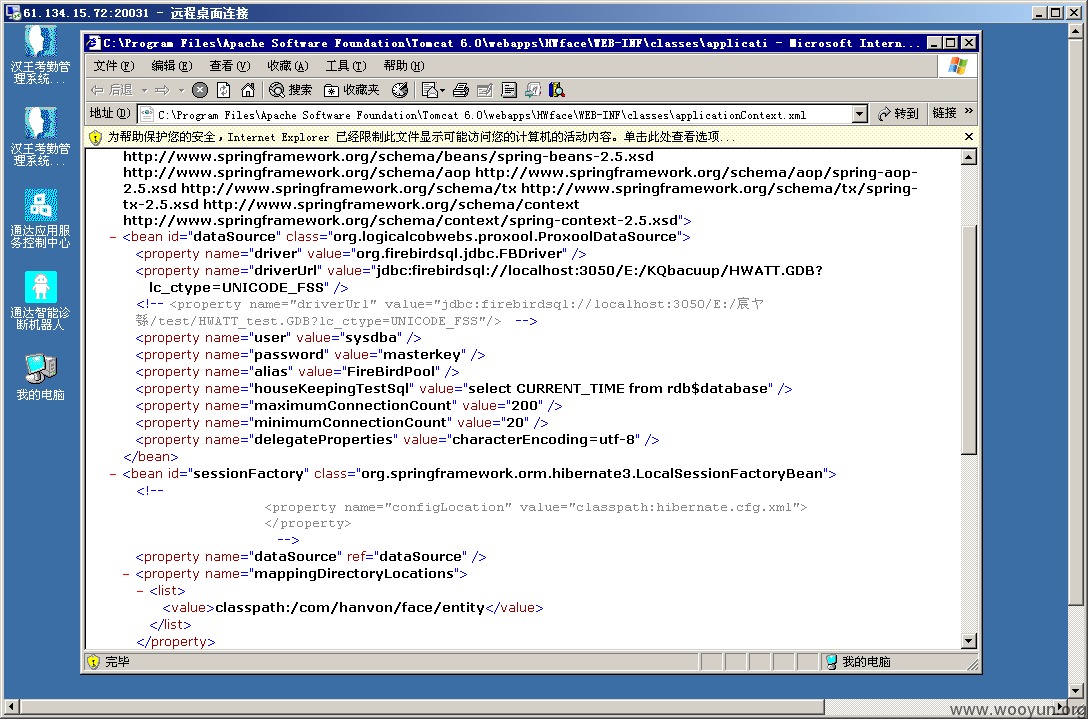 61.134.15.72:20031 - 远程桌面连接
汉王考勤管
理系统...
汉王考勤管
理系统...
通达应用服
务控制中心
通达智能诊
断机器人
我的电脑
C:\Program Files\Apache Software Foundation\Tomcat 6.0\webapps\HWface\WEB-INF\classes\applicati - Microsoft Intern...
文件(F) 编辑(E) 查看(V) 收藏(A) 工具(T) 帮助(H)
后退 搜索 收藏夹
地址(D) C:\Program Files\Apache Software Foundation\Tomcat 6.0\webapps\HWface\WEB-INF\classes\applicationContext.xml 转到 链接 »
为帮助保护您的安全，Internet Explorer 已经限制此文件显示可能访问您的计算机的活动内容。单击此处查看选项...
http://www.springframework.org/schema/beans/spring-beans-2.5.xsd
http://www.springframework.org/schema/aop http://www.springframework.org/schema/aop/spring-aop-
2.5.xsd http://www.springframework.org/schema/tx http://www.springframework.org/schema/tx/spring-
tx-2.5.xsd http://www.springframework.org/schema/context
http://www.springframework.org/schema/context/spring-context-2.5.xsd">
- <bean id="dataSource" class="org.logicalcobwebs.proxool.ProxoolDataSource">
<property name="driver" value="org.firebirdsql.jdbc.FBDriver" />
<property name="driverUrl" value="jdbc:firebirdsql://localhost:3050/E:/KQbacuup/HWATT.GDB?
lc_ctype=UNICODE_FSS" />
<!-- <property name="driverUrl" value="jdbc:firebirdsql://localhost:3050/E:/
/test/HWATT_test.GDB?lc_ctype=UNICODE_FSS"/> -->
<property name="user" value="sysdba" />
<property name="password" value="masterkey" />
<property name="alias" value="FireBirdPool" />
<property name="houseKeepingTestSql" value="select CURRENT_TIME from rdb$database" />
<property name="maximumConnectionCount" value="200" />
<property name="minimumConnectionCount" value="20" />
<property name="delegateProperties" value="characterEncoding=utf-8" />
</bean>
- <bean id="sessionFactory" class="org.springframework.orm.hibernate3.LocalSessionFactoryBean">
<!--
<property name="configLocation" value="classpath:hibernate.cfg.xml">
</property>
-->
<property name="dataSource" ref="dataSource" />
- <property name="mappingDirectoryLocations">
- <list>
<value>classpath:/com/hanvon/face/entity</value>
</list>
</property>
完毕 我的电脑
www.wooyun.org